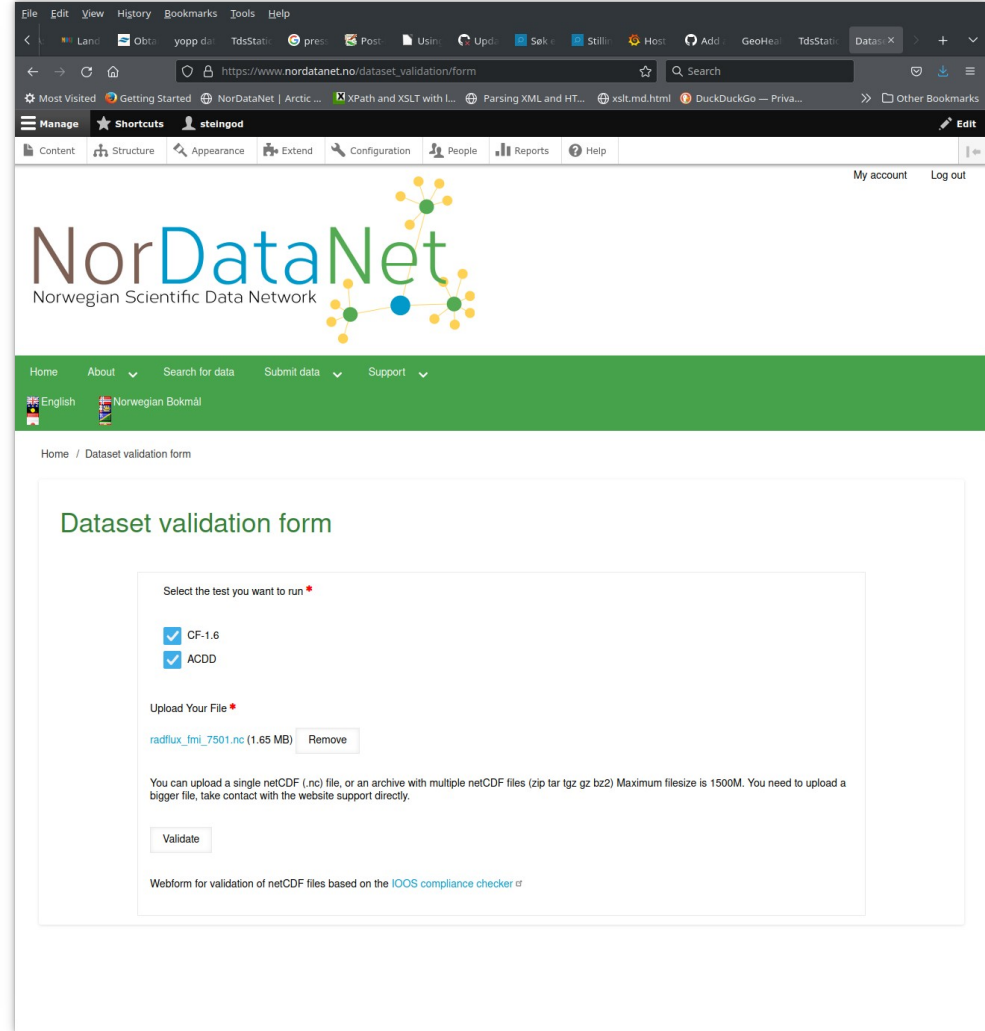 File Edit View History Bookmarks Tools Help
Land Obta yopp dat TdsStatic pres Post- Using Upda Søk e Stillin Host Add GeoHeal TdsStatic Datas
https://www.nordatanet.no/dataset_validation/form Search
Most Visited Getting Started NorDataNet | Arctic ... XPath and XSLT with l... Parsing XML and HT... xslt.md.html DuckDuckGo — Priva... Other Bookmarks
Manage Shortcuts steingod Edit
Content Structure Appearance Extend Configuration People Reports Help
My account Log out
NorDataNet
Norwegian Scientific Data Network
Home About Search for data Submit data Support
English Norwegian Bokmål
Home / Dataset validation form
Dataset validation form
Select the test you want to run *
CF-1.6
ACDD
Upload Your File *
radflux_fmi_7501.nc (1.65 MB) Remove
You can upload a single netCDF (.nc) file, or an archive with multiple netCDF files (zip tar tgz gz bz2) Maximum filesize is 1500M. You need to upload a
bigger file, take contact with the website support directly.
Validate
Webform for validation of netCDF files based on the IOOS compliance checker